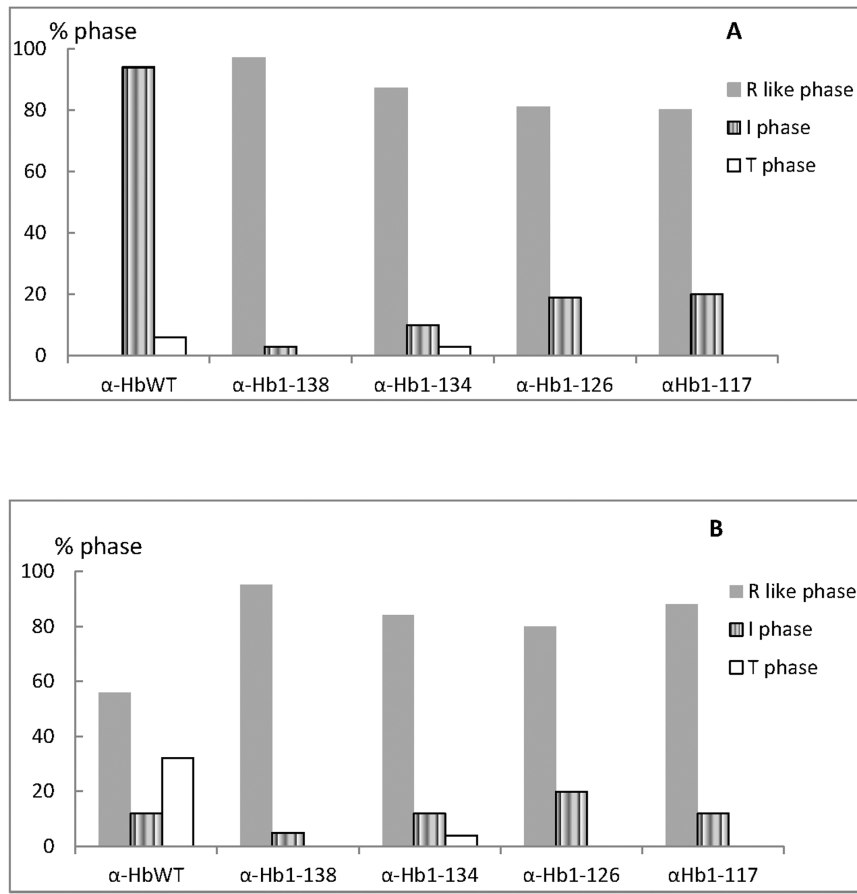 % phase
A
100
80
60
40
20
0
R like phase
I phase
T phase
α-HbWT α-Hb1-138 α-Hb1-134 α-Hb1-126 αHb1-117
% phase
B
100
80
60
40
20
0
R like phase
I phase
T phase
α-HbWT α-Hb1-138 α-Hb1-134 α-Hb1-126 αHb1-117